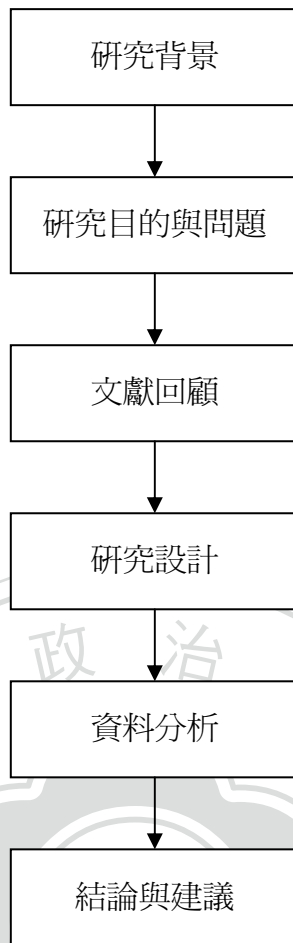 研究背景
研究目的與問題
文獻回顧
研究設計
政 治
資料分析
結論與建議